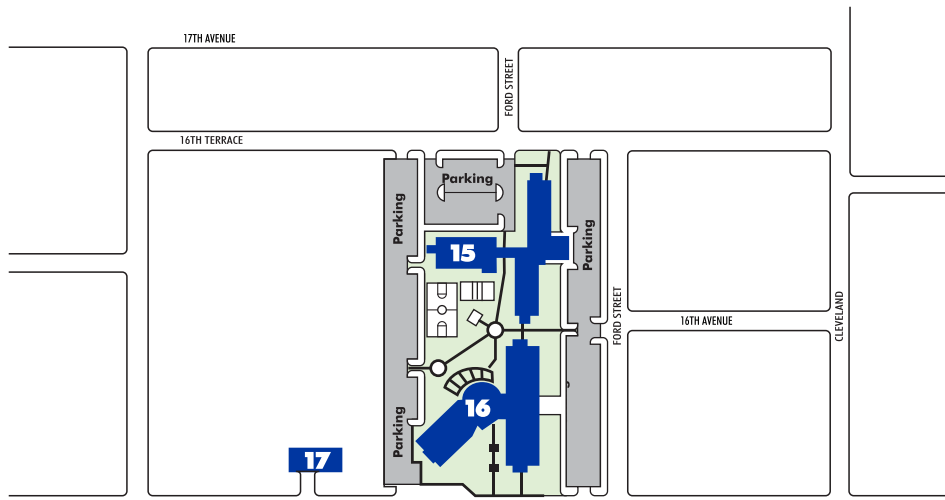 17TH AVENUE
FORD STREET
16TH TERRACE
Parking
Parking
Parking
15
FORD STREET
16TH AVENUE
CLEVELAND
Parking
16
17